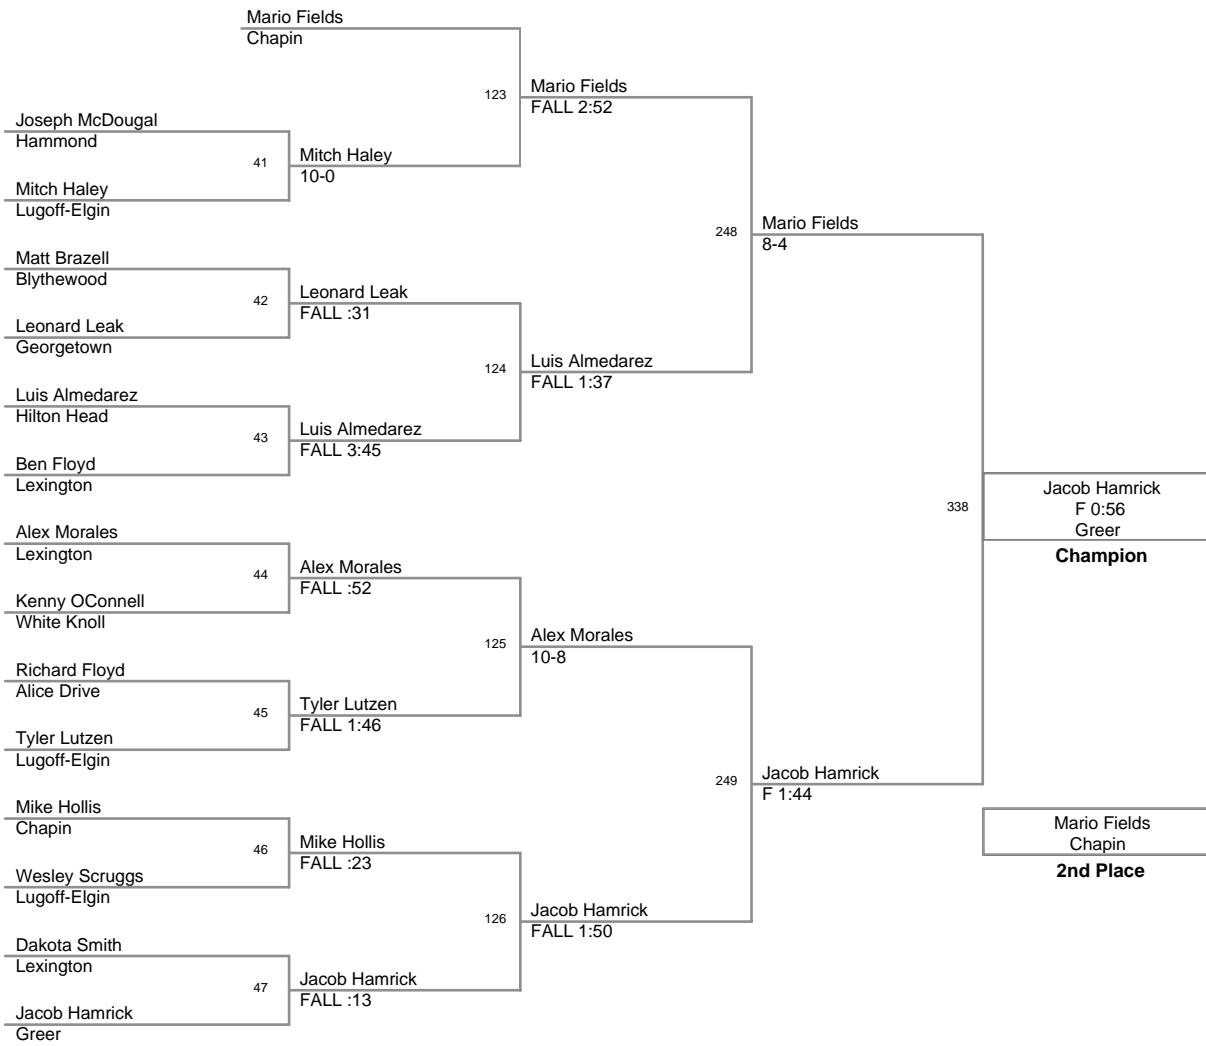 Mario Fields
Chapin
123
Mario Fields
FALL 2:52
Joseph McDougal
Hammond
41
Mitch Haley
10-0
Mitch Haley
Lugoff-Elgin
248
Mario Fields
8-4
Matt Brazell
Blythewood
42
Leonard Leak
FALL :31
Leonard Leak
Georgetown
124
Luis Almedarez
FALL 1:37
Luis Almedarez
Hilton Head
43
Luis Almedarez
FALL 3:45
Ben Floyd
Lexington
338
Jacob Hamrick
F 0:56
Greer
Champion
Alex Morales
Lexington
44
Alex Morales
FALL :52
Kenny OConnell
White Knoll
125
Alex Morales
10-8
Richard Floyd
Alice Drive
45
Tyler Lutzen
FALL 1:46
Tyler Lutzen
Lugoff-Elgin
249
Jacob Hamrick
F 1:44
Mike Hollis
Chapin
46
Mike Hollis
FALL :23
Wesley Scruggs
Lugoff-Elgin
Mario Fields
Chapin
2nd Place
126
Jacob Hamrick
FALL 1:50
Dakota Smith
Lexington
47
Jacob Hamrick
FALL :13
Jacob Hamrick
Greer